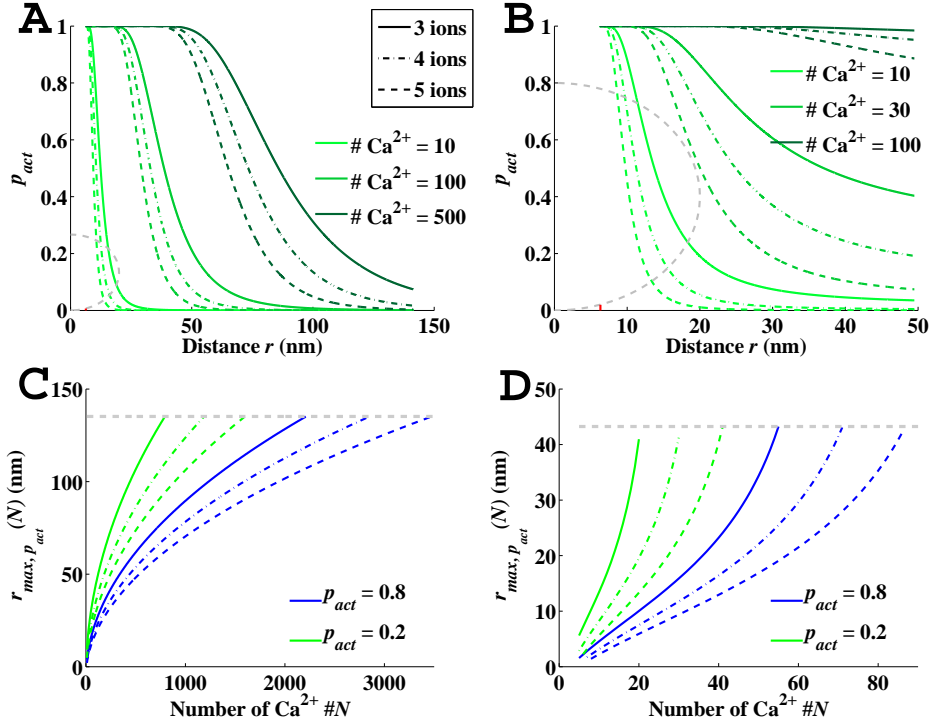 A
1
0.8
0.6
0.4
0.2
0
p_act
0
50
100
150
Distance r (nm)
3 ions
4 ions
5 ions
# Ca²⁺ = 10
# Ca²⁺ = 100
# Ca²⁺ = 500
B
1
0.8
0.6
0.4
0.2
0
p_act
0
10
20
30
40
50
Distance r (nm)
# Ca²⁺ = 10
# Ca²⁺ = 30
# Ca²⁺ = 100
C
150
100
50
0
r_max, p_act (N) (nm)
0
1000
2000
3000
Number of Ca²⁺ #N
p_act = 0.8
p_act = 0.2
D
50
40
30
20
10
0
r_max, p_act (N) (nm)
0
20
40
60
80
Number of Ca²⁺ #N
p_act = 0.8
p_act = 0.2